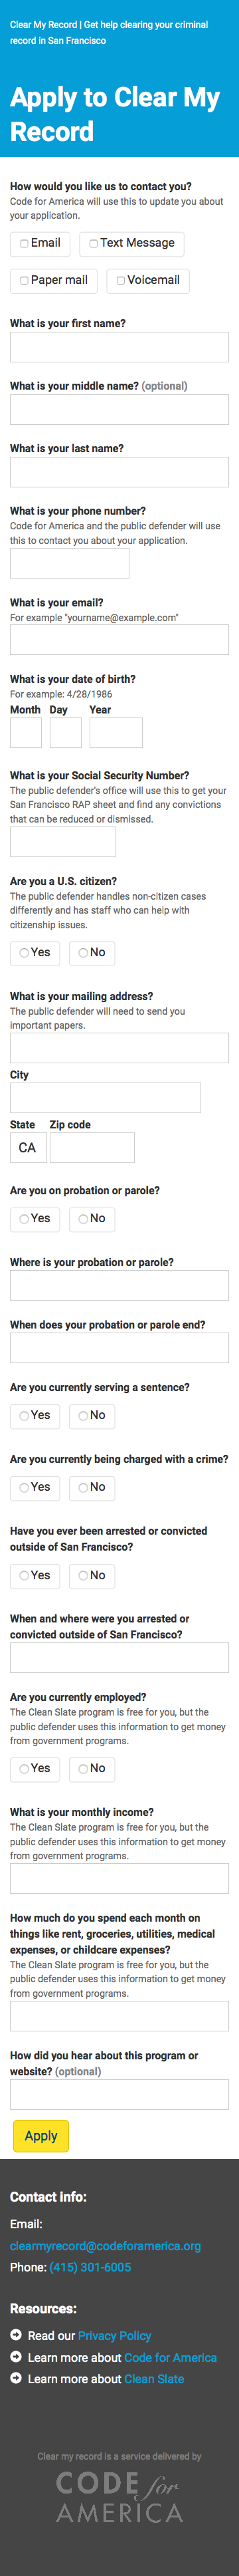 Clear My Record | Get help clearing your criminal
record in San Francisco
Apply to Clear My
Record
How would you like us to contact you?
Code for America will use this to update you about
your application.
Email Text Message
Paper mail Voicemail
What is your first name?
What is your middle name? (optional)
What is your last name?
What is your phone number?
Code for America and the public defender will use
this to contact you about your application.
What is your email?
For example "yourname@example.com"
What is your date of birth?
For example: 4/28/1986
Month Day Year
What is your Social Security Number?
The public defender's office will use this to get your
San Francisco RAP sheet and find any convictions
that can be reduced or dismissed.
Are you a U.S. citizen?
The public defender handles non-citizen cases
differently and has staff who can help with
citizenship issues.
Yes No
What is your mailing address?
The public defender will need to send you
important papers.
City
State Zip code
CA
Are you on probation or parole?
Yes No
Where is your probation or parole?
When does your probation or parole end?
Are you currently serving a sentence?
Yes No
Are you currently being charged with a crime?
Yes No
Have you ever been arrested or convicted
outside of San Francisco?
Yes No
When and where were you arrested or
convicted outside of San Francisco?
Are you currently employed?
The Clean Slate program is free for you, but the
public defender uses this information to get money
from government programs.
Yes No
What is your monthly income?
The Clean Slate program is free for you, but the
public defender uses this information to get money
from government programs.
How much do you spend each month on
things like rent, groceries, utilities, medical
expenses, or childcare expenses?
The Clean Slate program is free for you, but the
public defender uses this information to get money
from government programs.
How did you hear about this program or
website? (optional)
Apply
Contact info:
Email:
clearmyrecord@codeforamerica.org
Phone: (415) 301-6005
Resources:
Read our Privacy Policy
Learn more about Code for America
Learn more about Clean Slate
Clear my record is a service delivered by
CODE for
AMERICA